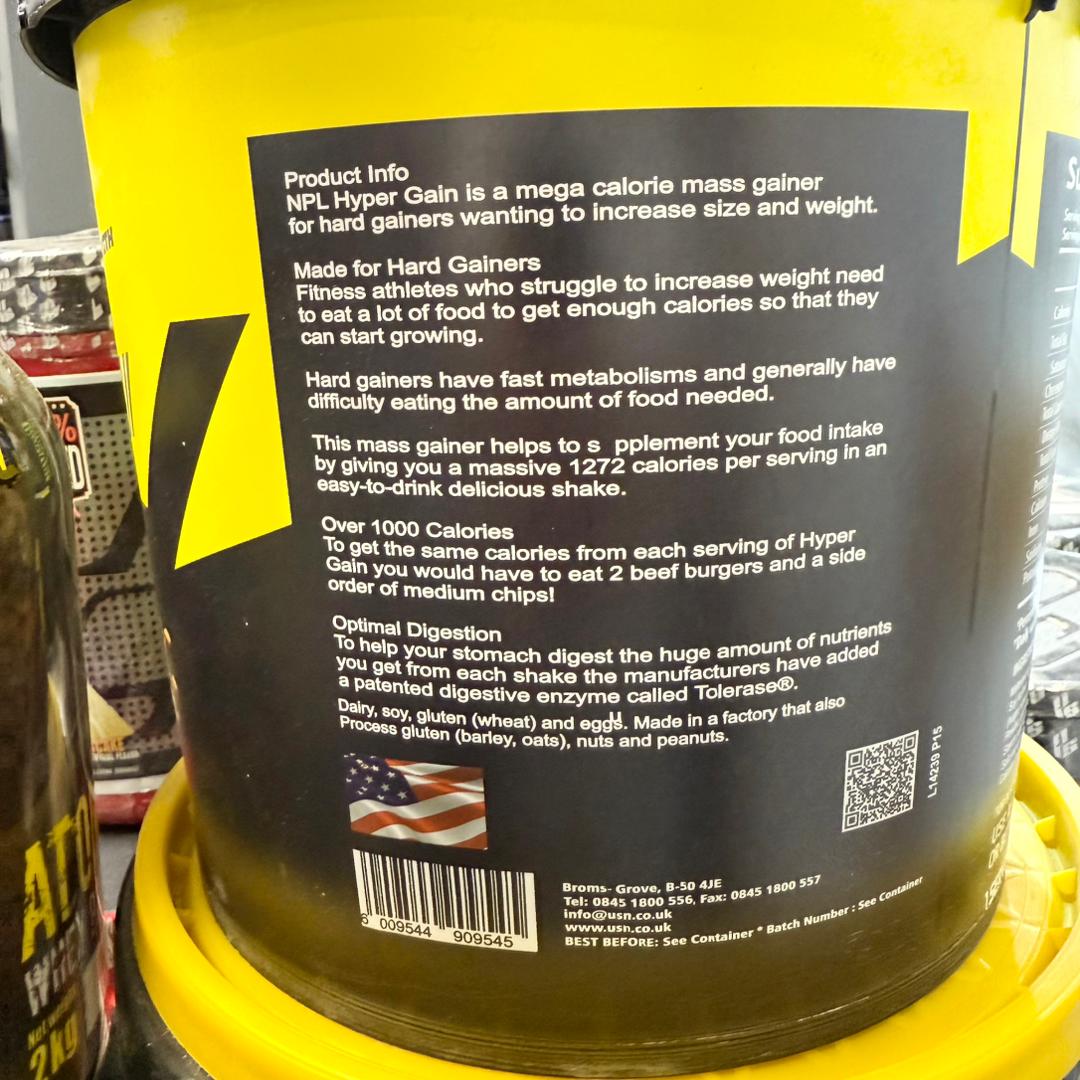 Product Info
NPL Hyper Gain is a mega calorie mass gainer
for hard gainers wanting to increase size and weight.
Made for Hard Gainers
Fitness athletes who struggle to increase weight need
to eat a lot of food to get enough calories so that they
can start growing.
Hard gainers have fast metabolisms and generally have
difficulty eating the amount of food needed.
This mass gainer helps to s pplement your food intake
by giving you a massive 1272 calories per serving in an
easy-to-drink delicious shake.
Over 1000 Calories
To get the same calories from each serving of Hyper
Gain you would have to eat 2 beef burgers and a side
order of medium chips!
Optimal Digestion
To help your stomach digest the huge amount of nutrients
you get from each shake the manufacturers have added
a patented digestive enzyme called Tolerase®.
Dairy, soy, gluten (wheat) and eggs. Made in a factory that also
Process gluten (barley, oats), nuts and peanuts.
L14239 P15
6 009544 909545
Broms- Grove, B-50 4JE
Tel: 0845 1800 556, Fax: 0845 1800 557
info@usn.co.uk
www.usn.co.uk
BEST BEFORE: See Container * Batch Number : See Container
2kg